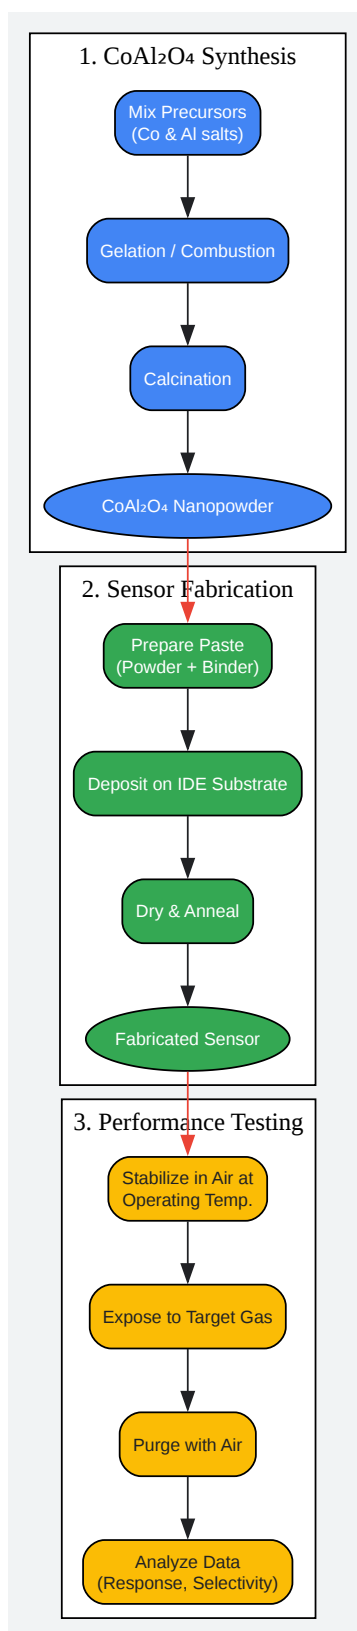 1. CoAl₂O₄ Synthesis
Mix Precursors
(Co & Al salts)
Gelation / Combustion
Calcination
CoAl₂O₄ Nanopowder
2. Sensor Fabrication
Prepare Paste
(Powder + Binder)
Deposit on IDE Substrate
Dry & Anneal
Fabricated Sensor
3. Performance Testing
Stabilize in Air at
Operating Temp.
Expose to Target Gas
Purge with Air
Analyze Data
(Response, Selectivity)